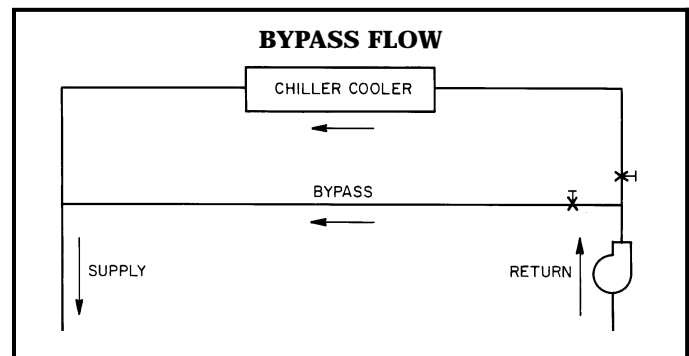 BYPASS FLOW
CHILLER COOLER
BYPASS
SUPPLY
RETURN